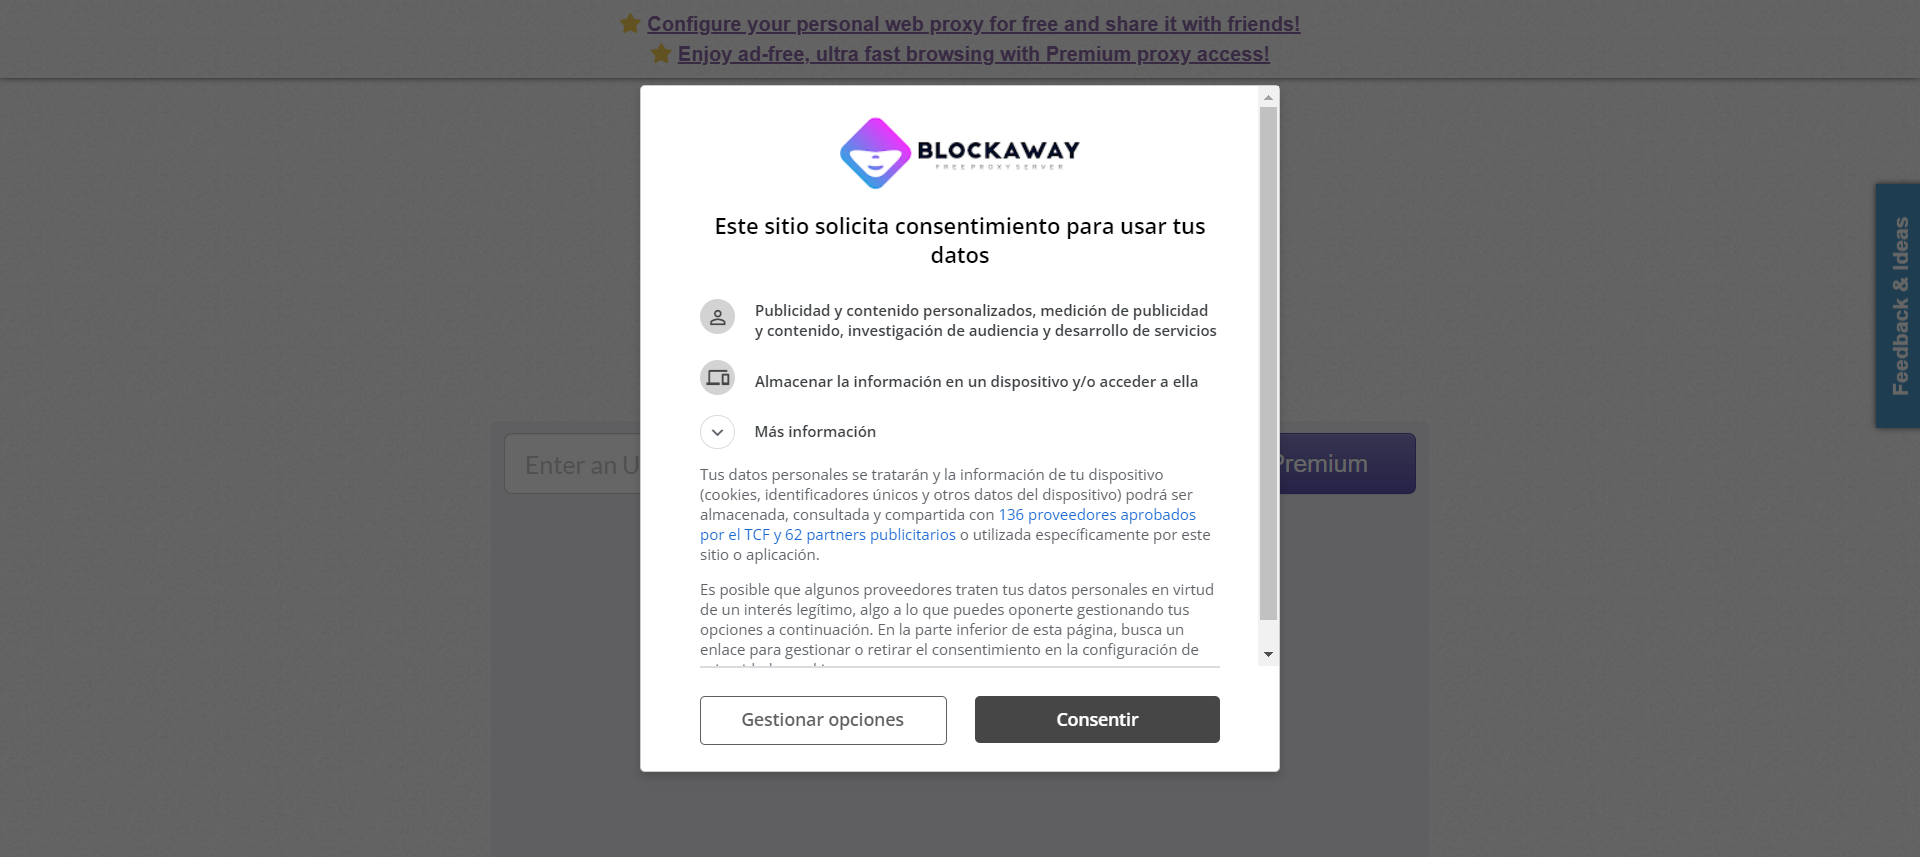 Configure your personal web proxy for free and share it with friends!
Enjoy ad-free, ultra fast browsing with Premium proxy access!
BLOCKAWAY
FREE PROXY SERVER
Este sitio solicita consentimiento para usar tus
datos
Publicidad y contenido personalizados, medición de publicidad
y contenido, investigación de audiencia y desarrollo de servicios
Almacenar la información en un dispositivo y/o acceder a ella
Más información
Tus datos personales se tratarán y la información de tu dispositivo
(cookies, identificadores únicos y otros datos del dispositivo) podrá ser
almacenada, consultada y compartida con 136 proveedores aprobados
por el TCF y 62 partners publicitarios o utilizada específicamente por este
sitio o aplicación.
Es posible que algunos proveedores traten tus datos personales en virtud
de un interés legítimo, algo a lo que puedes oponerte gestionando tus
opciones a continuación. En la parte inferior de esta página, busca un
enlace para gestionar o retirar el consentimiento en la configuración de
Gestionar opciones
Consentir
Enter an U
Premium
Feedback & Ideas